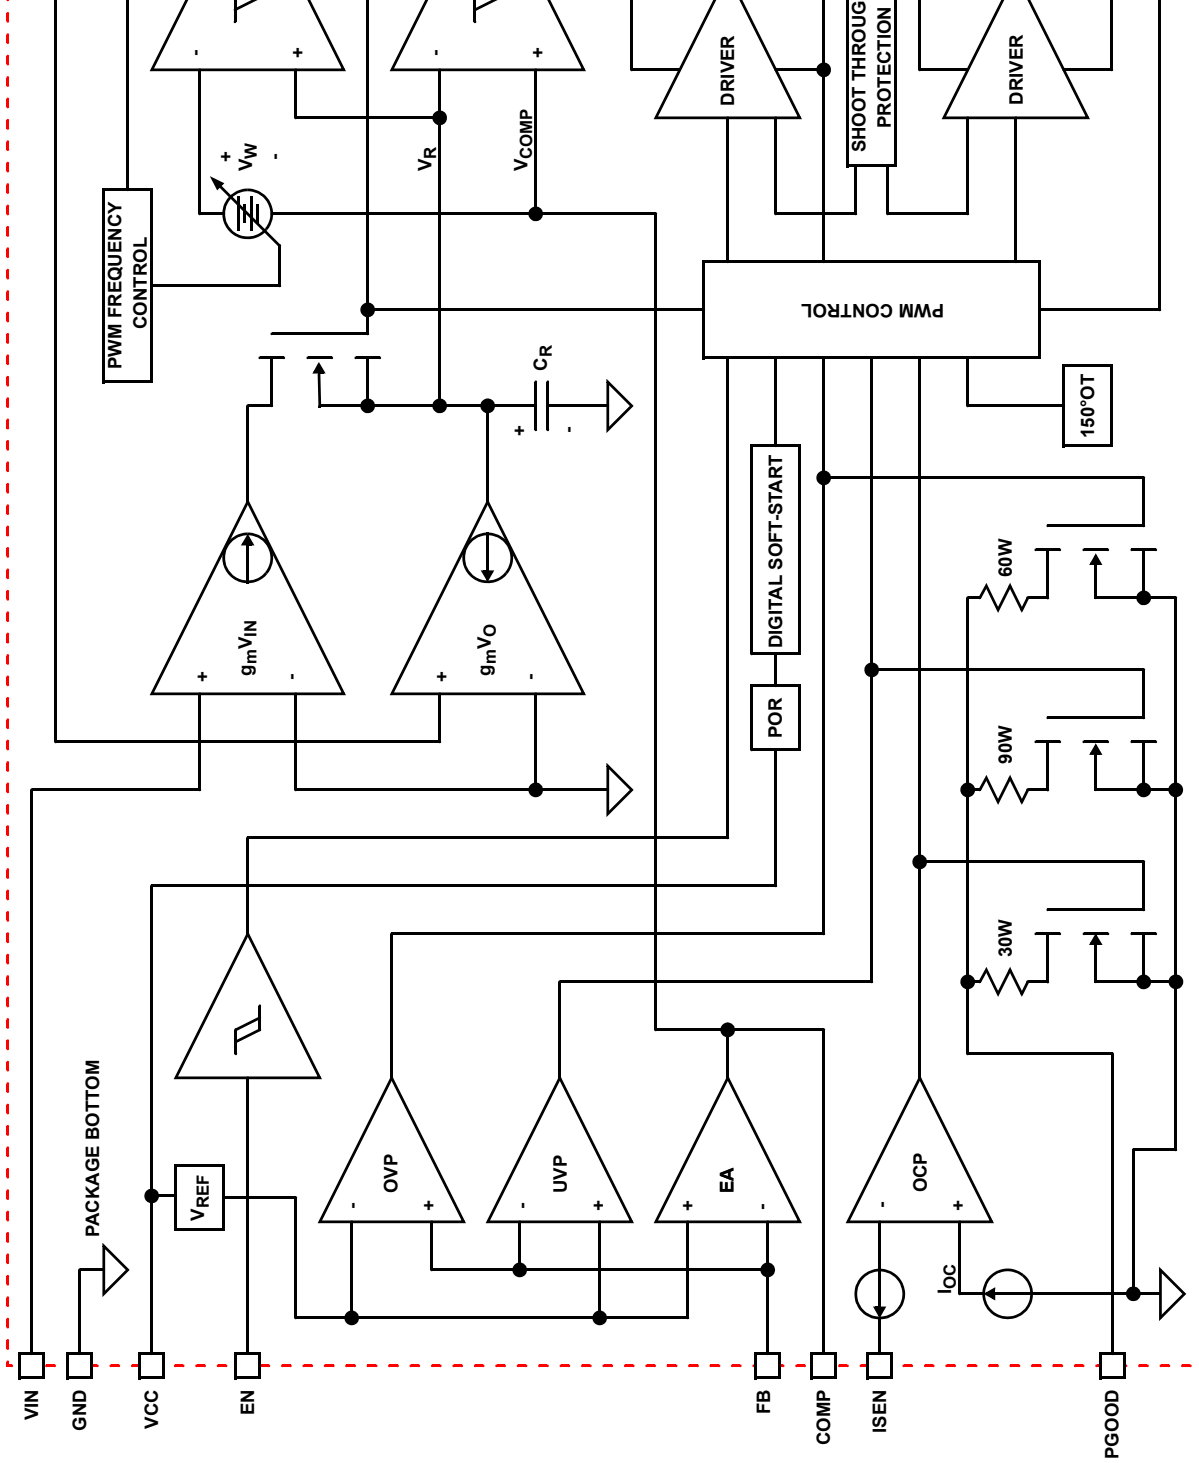 PWM FREQUENCY
CONTROL
-
+
-
+
+
VW
-
VR
VCOMP
DRIVER
SHOOT THROUG
PROTECTION
DRIVER
PWM CONTROL
+
CR
-
150°OT
+
gmVIN
-
+
gmVO
-
DIGITAL SOFT-START
POR
60W
90W
30W
PACKAGE BOTTOM
VREF
-
OVP
+
-
UVP
+
+
EA
-
-
OCP
+
IOC
VIN
GND
VCC
EN
FB
COMP
ISEN
PGOOD